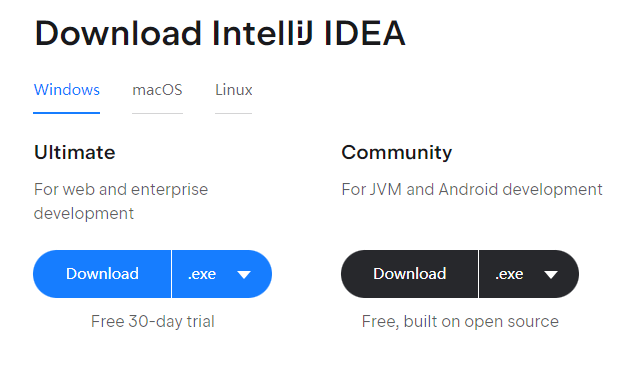 Download IntelliJ IDEA
Windows macOS Linux
Ultimate
For web and enterprise
development
Download .exe
Free 30-day trial
Community
For JVM and Android development
Download .exe
Free, built on open source